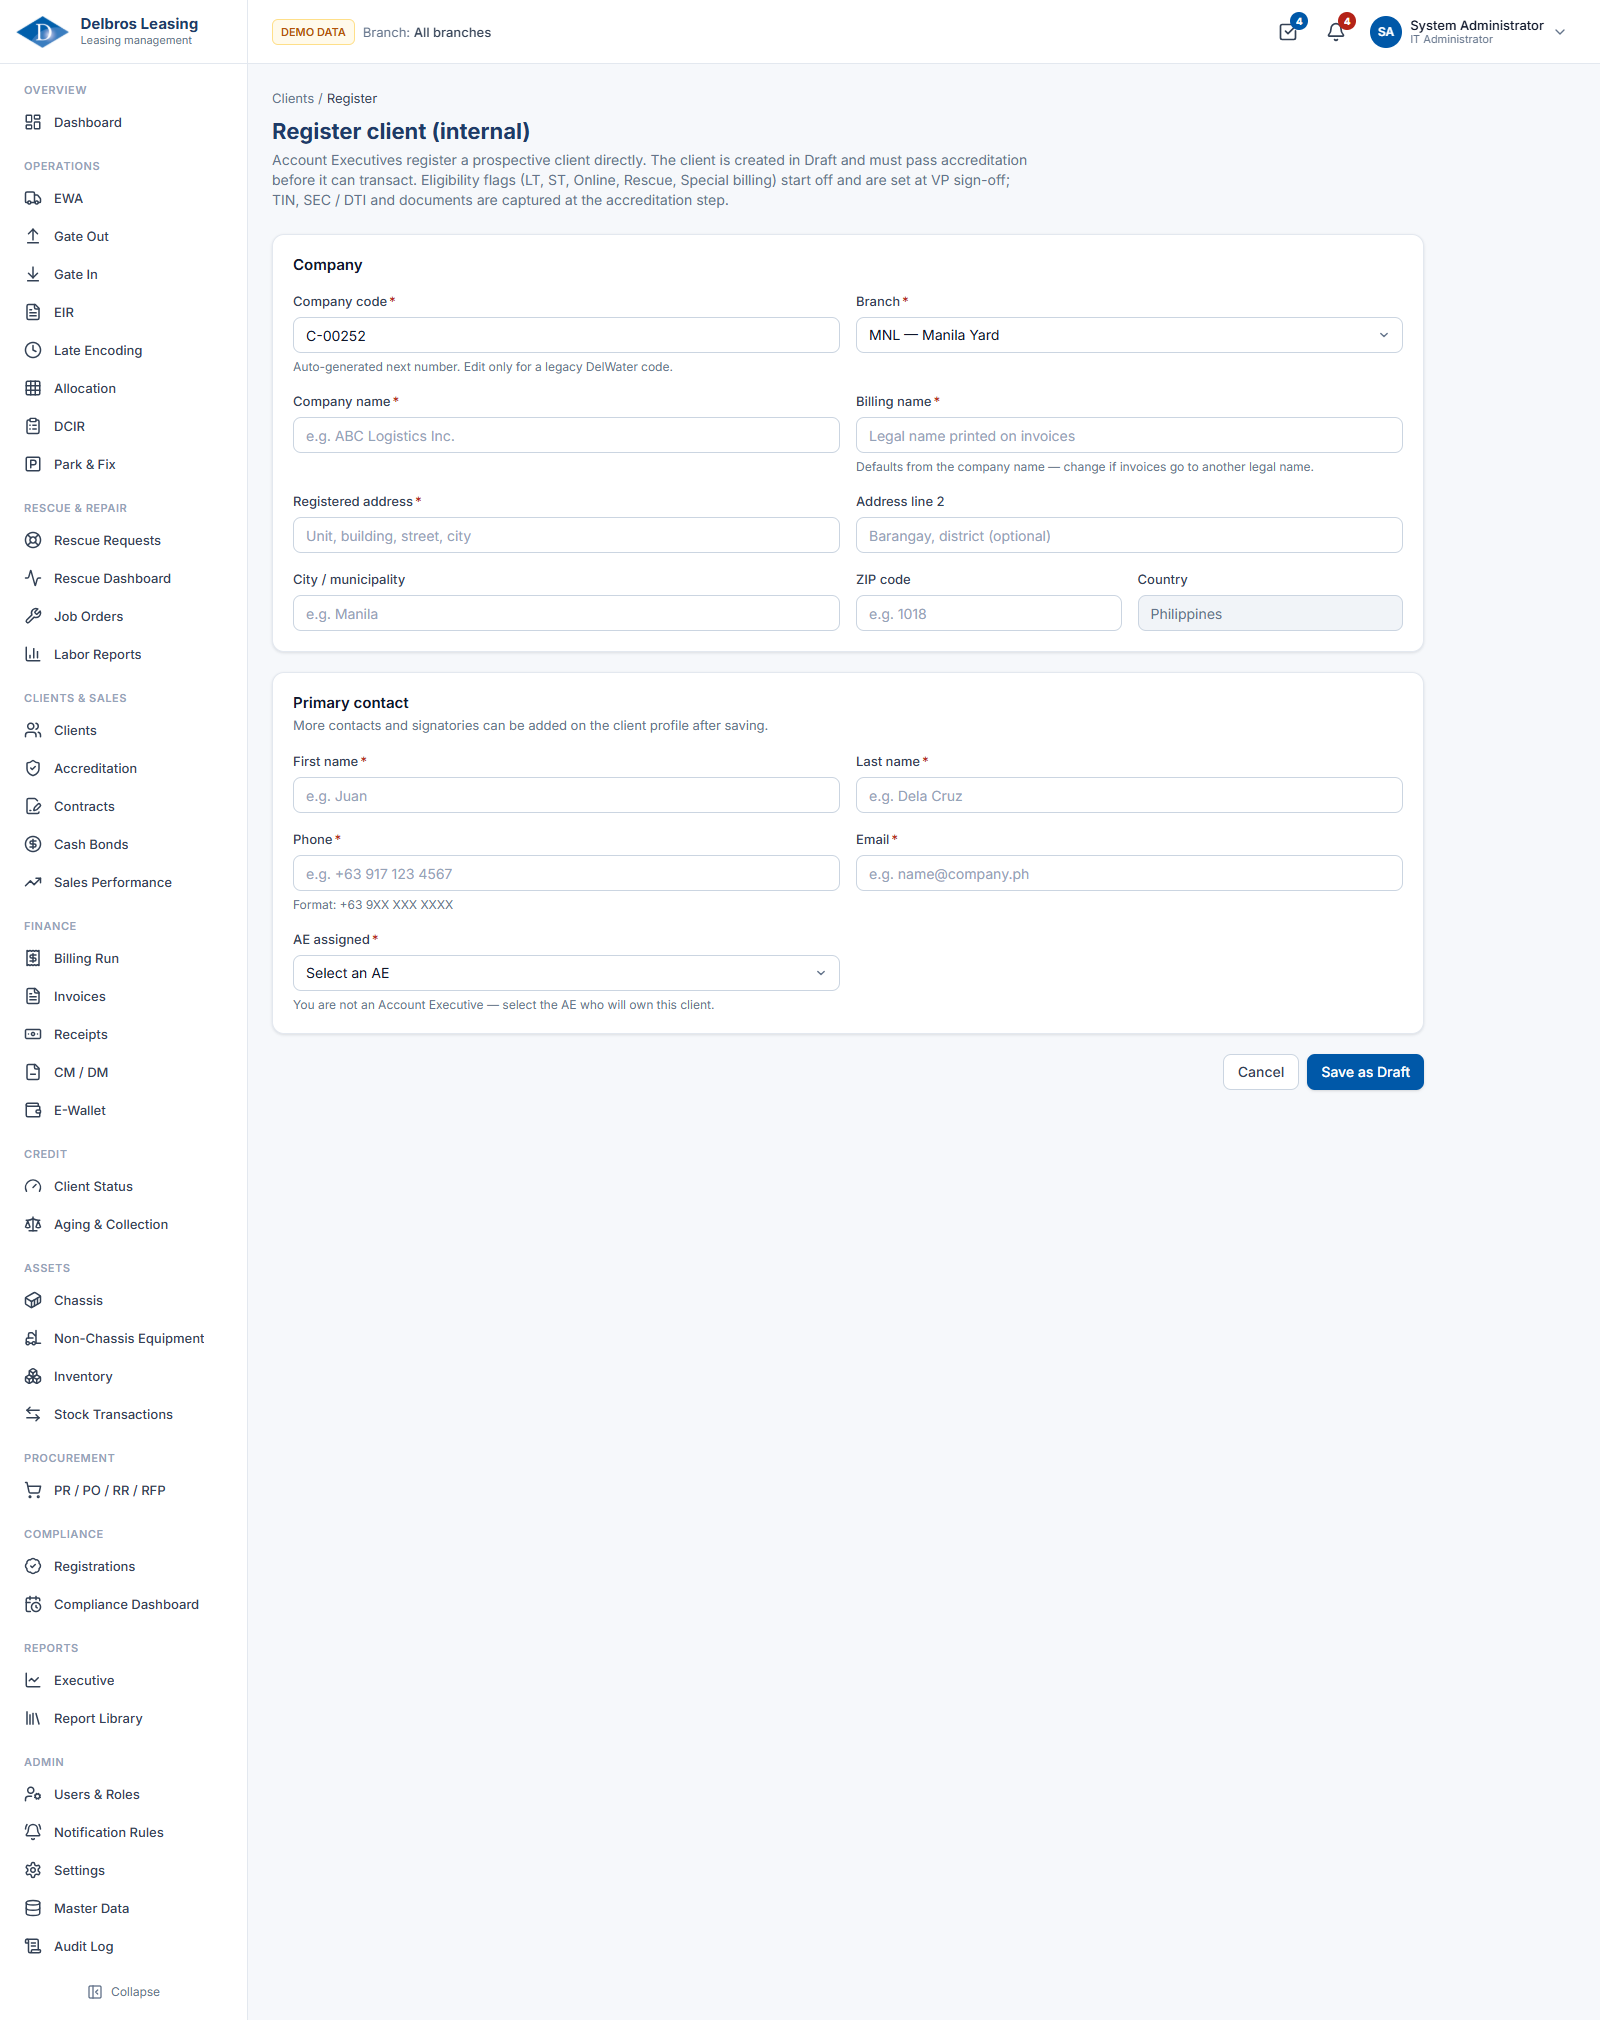 Delbros Leasing
Leasing management
DEMO DATA
Branch: All branches
4
4
SA
System Administrator
IT Administrator
OVERVIEW
Dashboard
OPERATIONS
EWA
Gate Out
Gate In
EIR
Late Encoding
Allocation
DCIR
Park & Fix
RESCUE & REPAIR
Rescue Requests
Rescue Dashboard
Job Orders
Labor Reports
CLIENTS & SALES
Clients
Accreditation
Contracts
Cash Bonds
Sales Performance
FINANCE
Billing Run
Invoices
Receipts
CM / DM
E-Wallet
CREDIT
Client Status
Aging & Collection
ASSETS
Chassis
Non-Chassis Equipment
Inventory
Stock Transactions
PROCUREMENT
PR / PO / RR / RFP
COMPLIANCE
Registrations
Compliance Dashboard
REPORTS
Executive
Report Library
ADMIN
Users & Roles
Notification Rules
Settings
Master Data
Audit Log
Collapse
Clients / Register
Register client (internal)
Account Executives register a prospective client directly. The client is created in Draft and must pass accreditation
before it can transact. Eligibility flags (LT, ST, Online, Rescue, Special billing) start off and are set at VP sign-off;
TIN, SEC / DTI and documents are captured at the accreditation step.
Company
Company code *
C-00252
Auto-generated next number. Edit only for a legacy DelWater code.
Branch *
MNL — Manila Yard
Company name *
e.g. ABC Logistics Inc.
Billing name *
Legal name printed on invoices
Defaults from the company name — change if invoices go to another legal name.
Registered address *
Unit, building, street, city
Address line 2
Barangay, district (optional)
City / municipality
e.g. Manila
ZIP code
e.g. 1018
Country
Philippines
Primary contact
More contacts and signatories can be added on the client profile after saving.
First name *
e.g. Juan
Last name *
e.g. Dela Cruz
Phone *
e.g. +63 917 123 4567
Format: +63 9XX XXX XXXX
Email *
e.g. name@company.ph
AE assigned *
Select an AE
You are not an Account Executive — select the AE who will own this client.
Cancel
Save as Draft